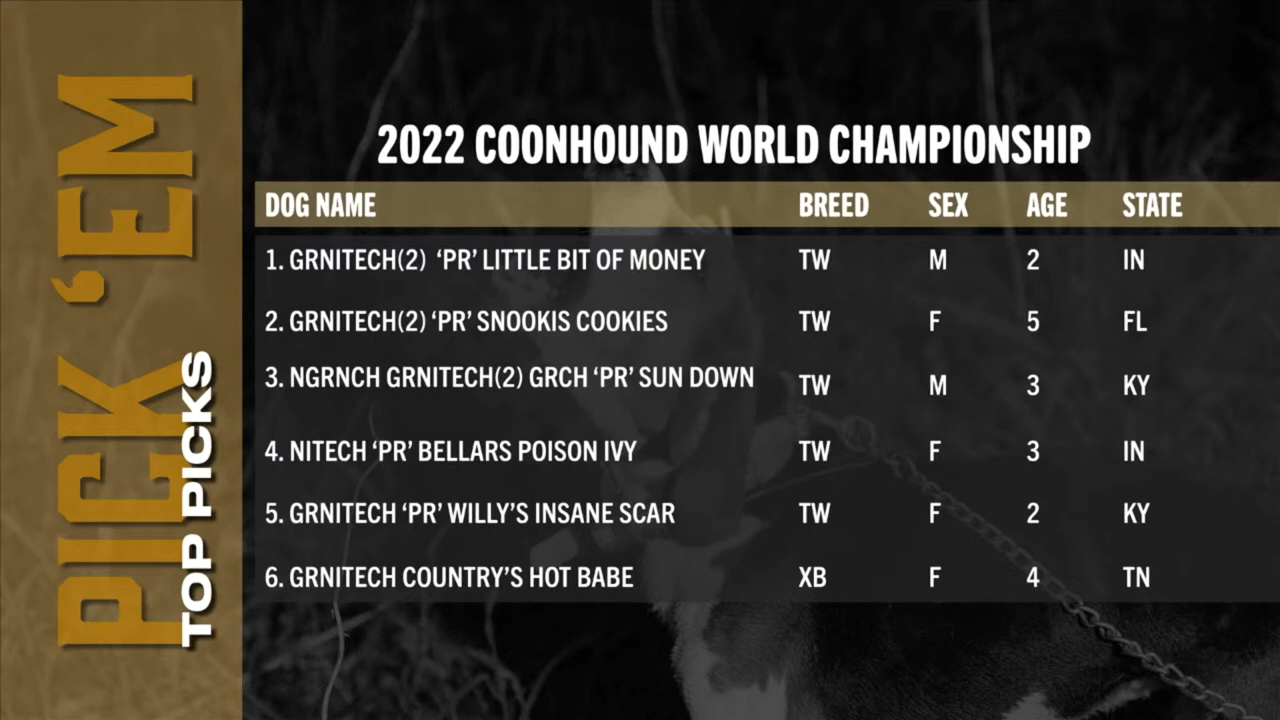 PICK ‘EM
TOP PICKS
2022 COONHOUND WORLD CHAMPIONSHIP
DOG NAME BREED SEX AGE STATE
1. GRNITECH(2) ‘PR’ LITTLE BIT OF MONEY TW M 2 IN
2. GRNITECH(2) ‘PR’ SNOOKIS COOKIES TW F 5 FL
3. NGRNCH GRNITECH(2) GRCH ‘PR’ SUN DOWN TW M 3 KY
4. NITECH ‘PR’ BELLARS POISON IVY TW F 3 IN
5. GRNITECH ‘PR’ WILLY’S INSANE SCAR TW F 2 KY
6. GRNITECH COUNTRY’S HOT BABE XB F 4 TN